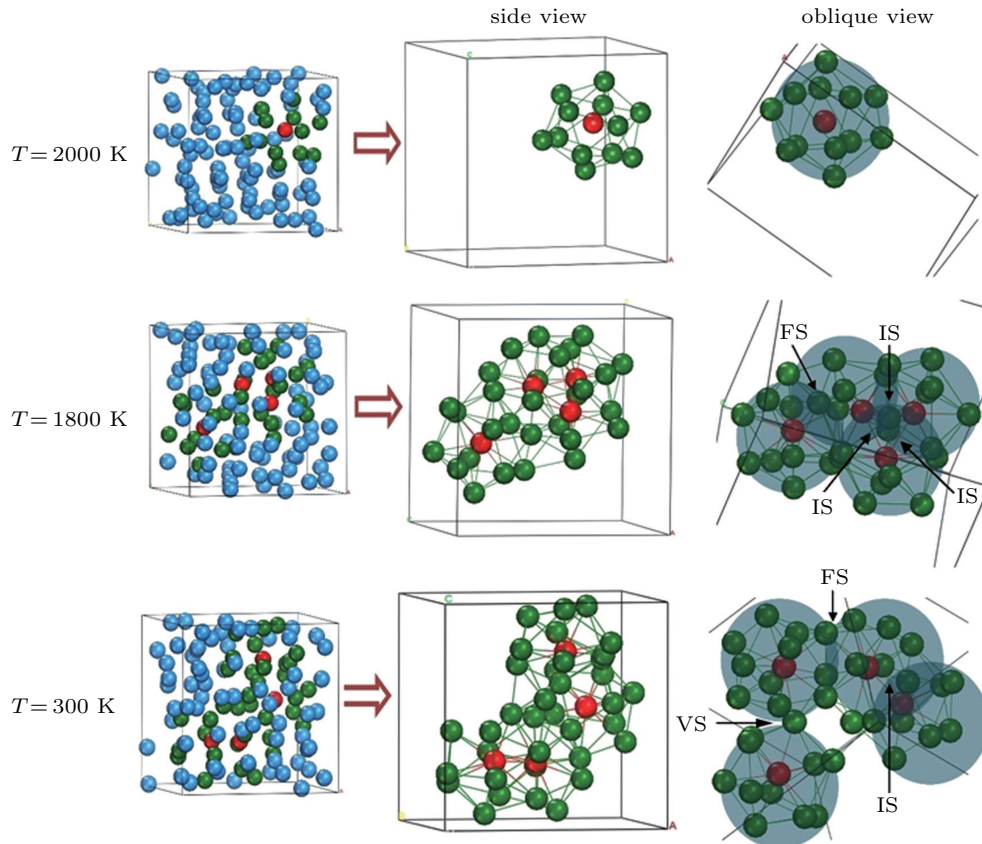 side view
oblique view
T = 2000 K
C
A
B
A
A
T = 1800 K
FS
IS
IS
IS
C
A
T = 300 K
FS
VS
IS
C
B
A